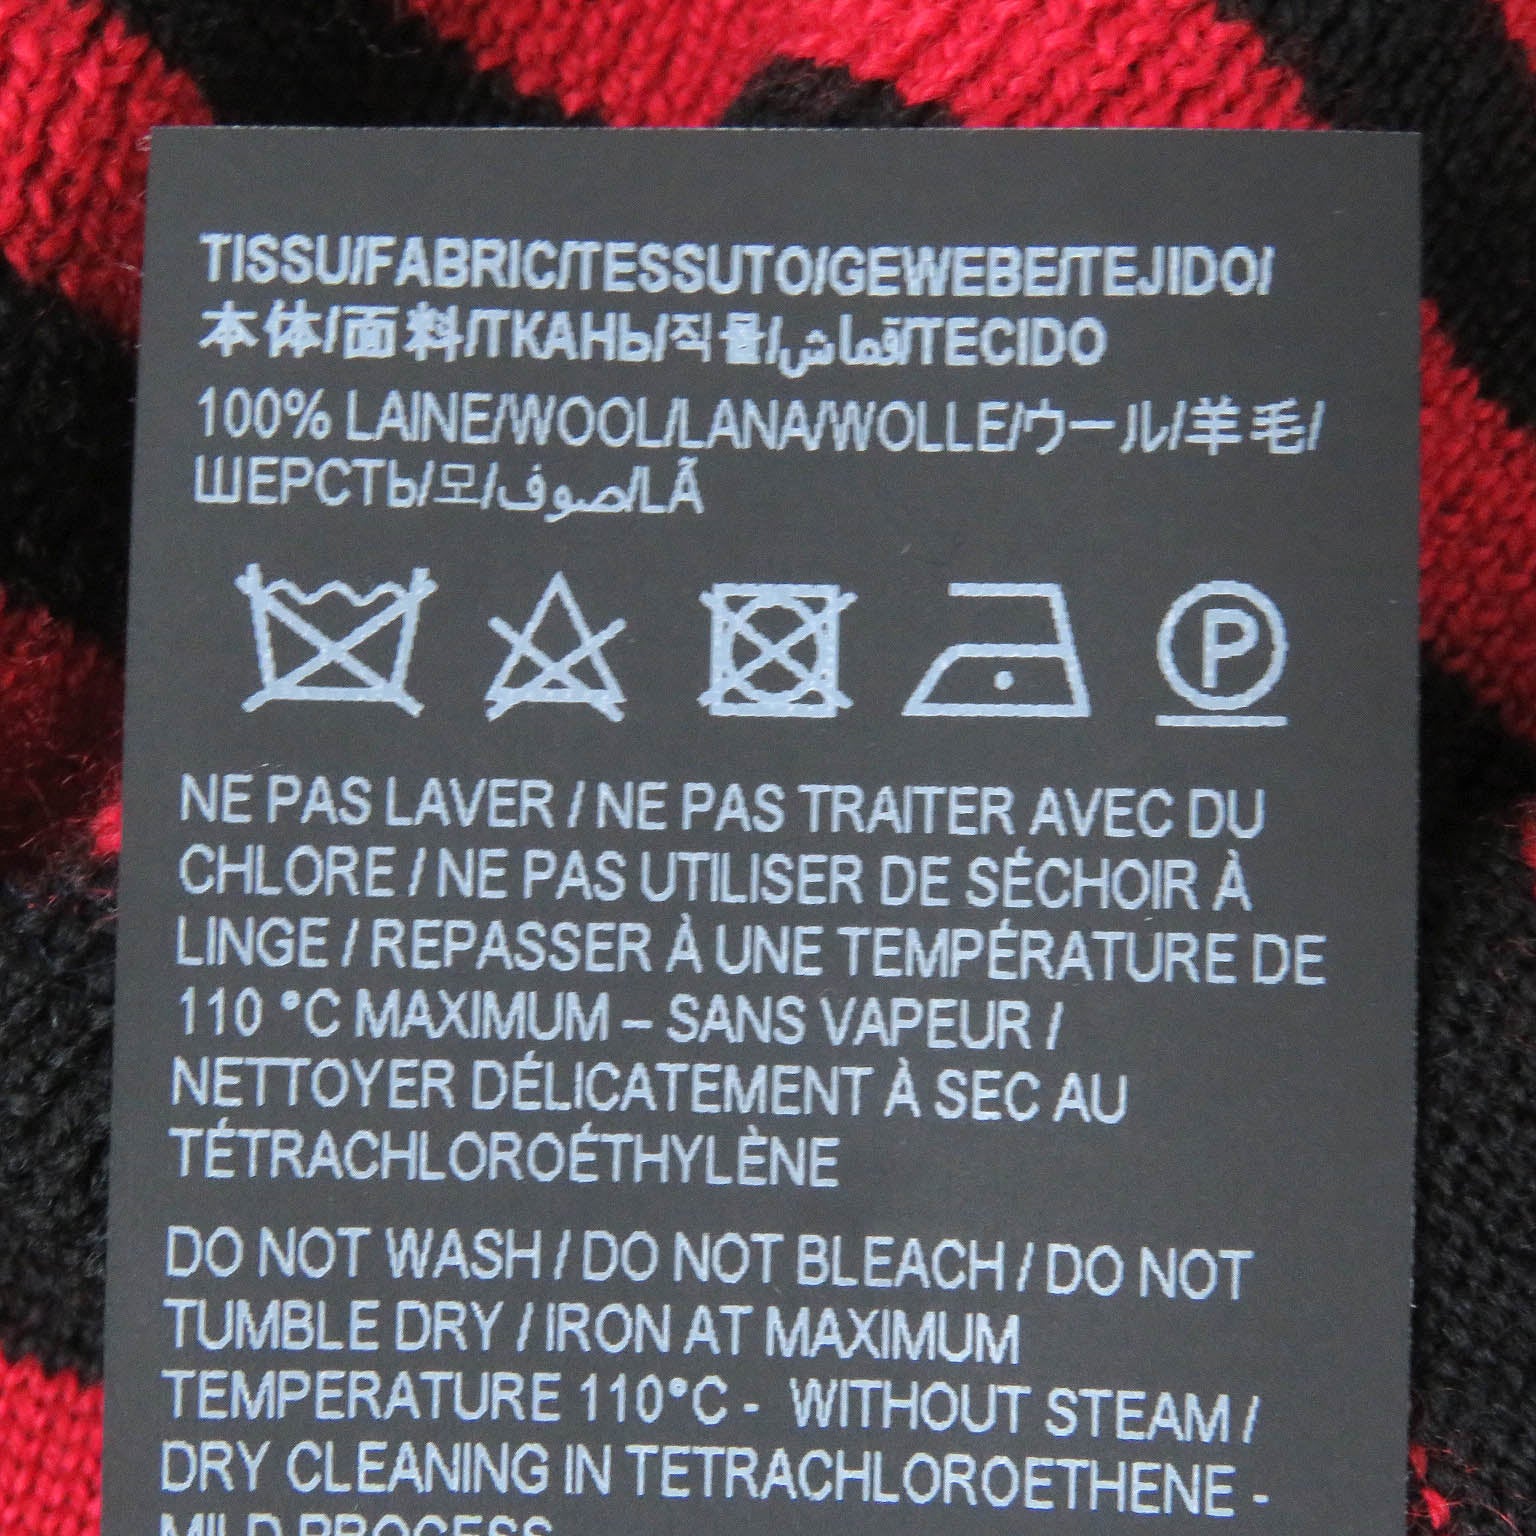 TISSU/FABRIC/TESSUTO/GEWEBE/TEJIDO/
本体/面料/ТКАНЬ/직물/قماش/TECIDO
100% LAINE/WOOL/LANA/WOLLE/ウール/羊毛/
ШЕРСТЬ/모/صوف/LÃ
P
NE PAS LAVER / NE PAS TRAITER AVEC DU
CHLORE / NE PAS UTILISER DE SÉCHOIR À
LINGE / REPASSER À UNE TEMPÉRATURE DE
110 °C MAXIMUM – SANS VAPEUR /
NETTOYER DÉLICATEMENT À SEC AU
TÉTRACHLOROÉTHYLÈNE
DO NOT WASH / DO NOT BLEACH / DO NOT
TUMBLE DRY / IRON AT MAXIMUM
TEMPERATURE 110°C - WITHOUT STEAM /
DRY CLEANING IN TETRACHLOROETHENE -
MILD PROCESS